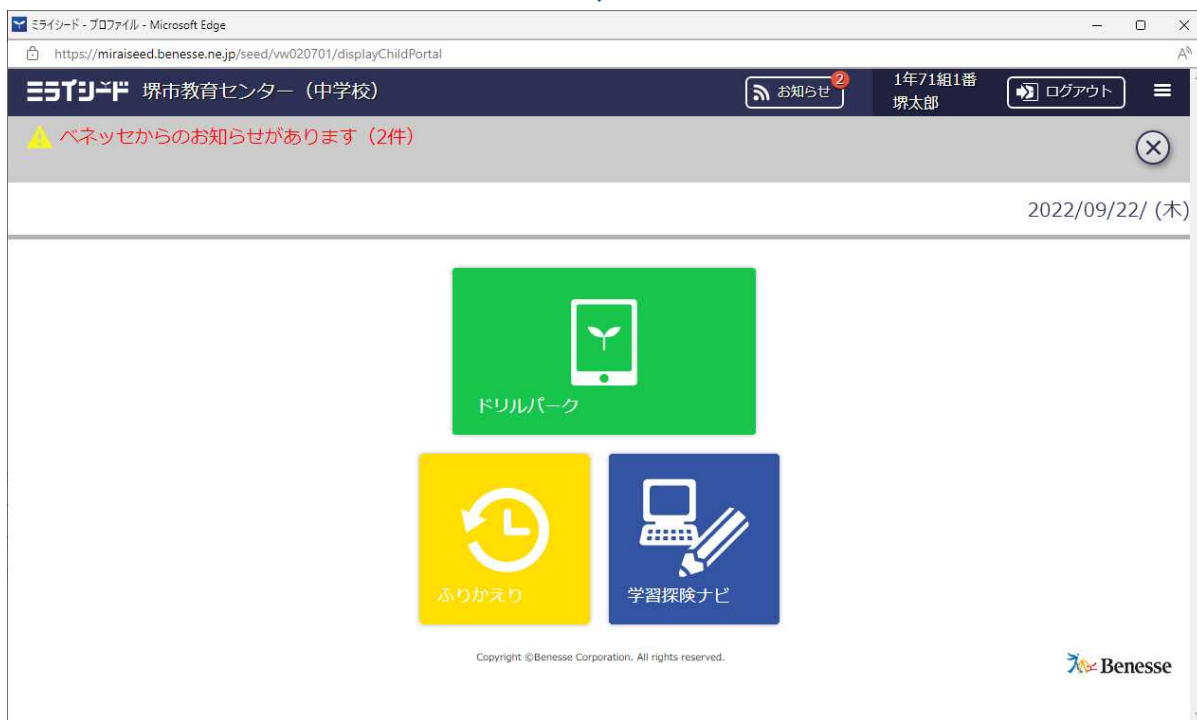 ミライシード - プロファイル - Microsoft Edge
https://miraiseed.benesse.ne.jp/seed/vw020701/displayChildPortal
ミライシード 堺市教育センター（中学校）
お知らせ 2
1年71組1番
堺太郎
ログアウト
ベネッセからのお知らせがあります（2件）
2022/09/22/ (木)
ドリルパーク
ふりかえり
学習探険ナビ
Copyright ©Benesse Corporation. All rights reserved.
Benesse